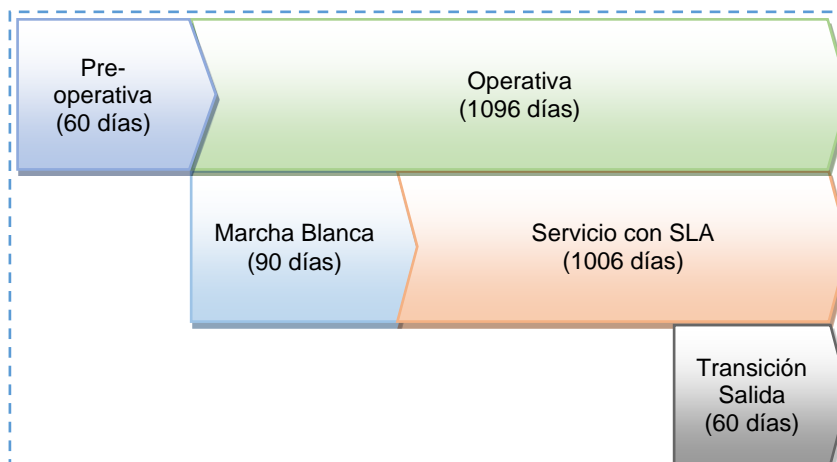 Pre-
operativa
(60 días)
Operativa
(1096 días)
Marcha Blanca
(90 días)
Servicio con SLA
(1006 días)
Transición
Salida
(60 días)